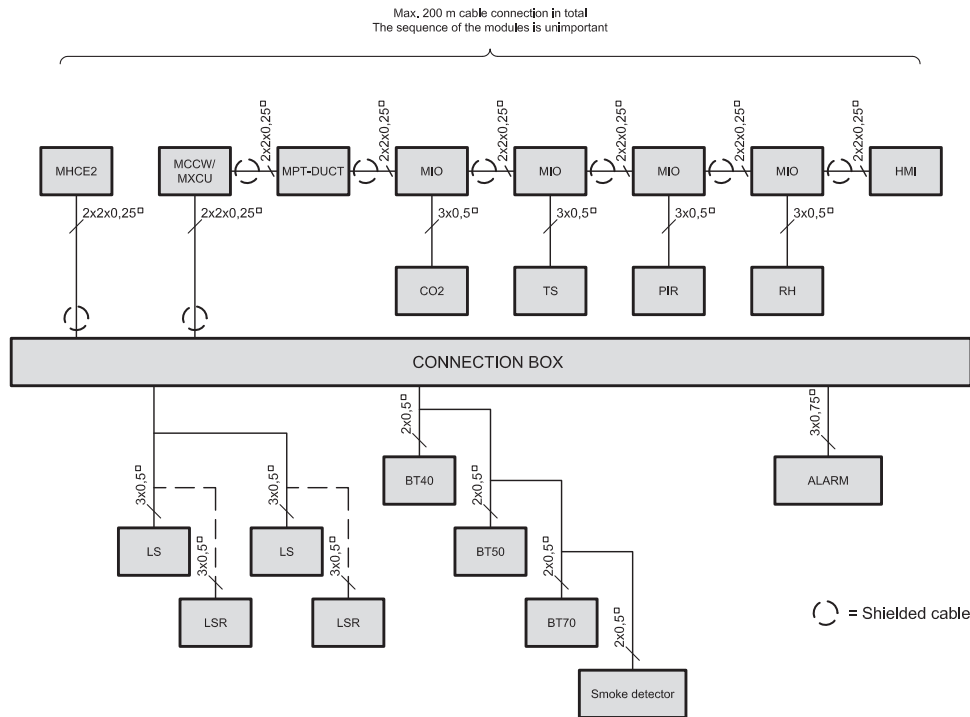 Max. 200 m cable connection in total
The sequence of the modules is unimportant
2x2x0,25□
2x2x0,25□
2x2x0,25□
2x2x0,25□
2x2x0,25□
2x2x0,25□
MHCE2
MCCW/
MXCU
MPT-DUCT
MIO
MIO
MIO
MIO
HMI
2x2x0,25□
2x2x0,25□
3x0,5□
3x0,5□
3x0,5□
3x0,5□
CO2
TS
PIR
RH
CONNECTION BOX
2x0,5□
3x0,75□
3x0,5□
3x0,5□
BT40
2x0,5□
ALARM
LS
3x0,5□
LS
3x0,5□
BT50
2x0,5□
LSR
LSR
BT70
2x0,5□
= Shielded cable
Smoke detector